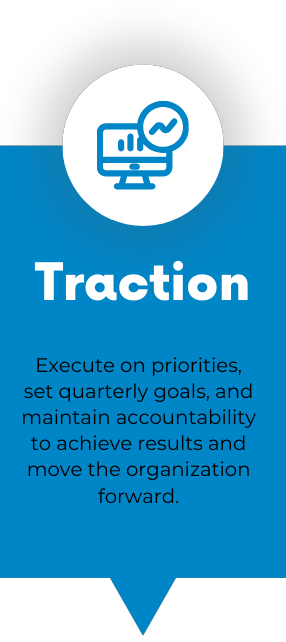 Traction
Execute on priorities,
set quarterly goals, and
maintain accountability
to achieve results and
move the organization
forward.